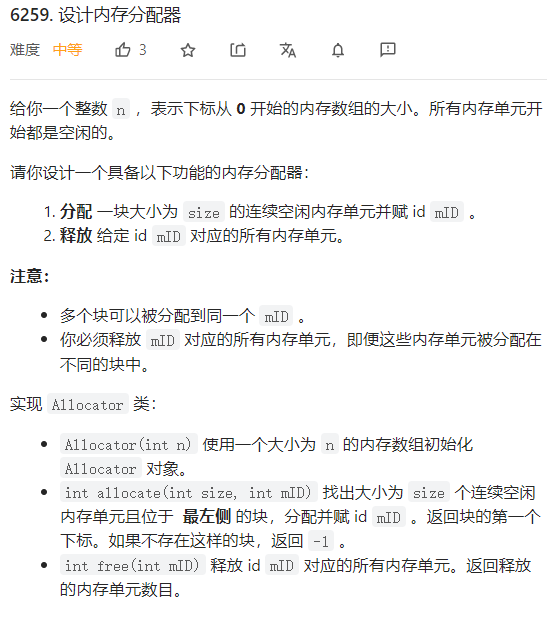 6259. 设计内存分配器
难度 中等 3
给你一个整数 n ，表示下标从 0 开始的内存数组的大小。所有内存单元开
始都是空闲的。
请你设计一个具备以下功能的内存分配器：
1. 分配 一块大小为 size 的连续空闲内存单元并赋 id mID 。
2. 释放 给定 id mID 对应的所有内存单元。
注意：
• 多个块可以被分配到同一个 mID 。
• 你必须释放 mID 对应的所有内存单元，即便这些内存单元被分配在
不同的块中。
实现 Allocator 类：
• Allocator(int n) 使用一个大小为 n 的内存数组初始化
Allocator 对象。
• int allocate(int size, int mID) 找出大小为 size 个连续空闲
内存单元且位于 最左侧 的块，分配并赋 id mID 。返回块的第一个
下标。如果不存在这样的块，返回 -1 。
• int free(int mID) 释放 id mID 对应的所有内存单元。返回释放
的内存单元数目。